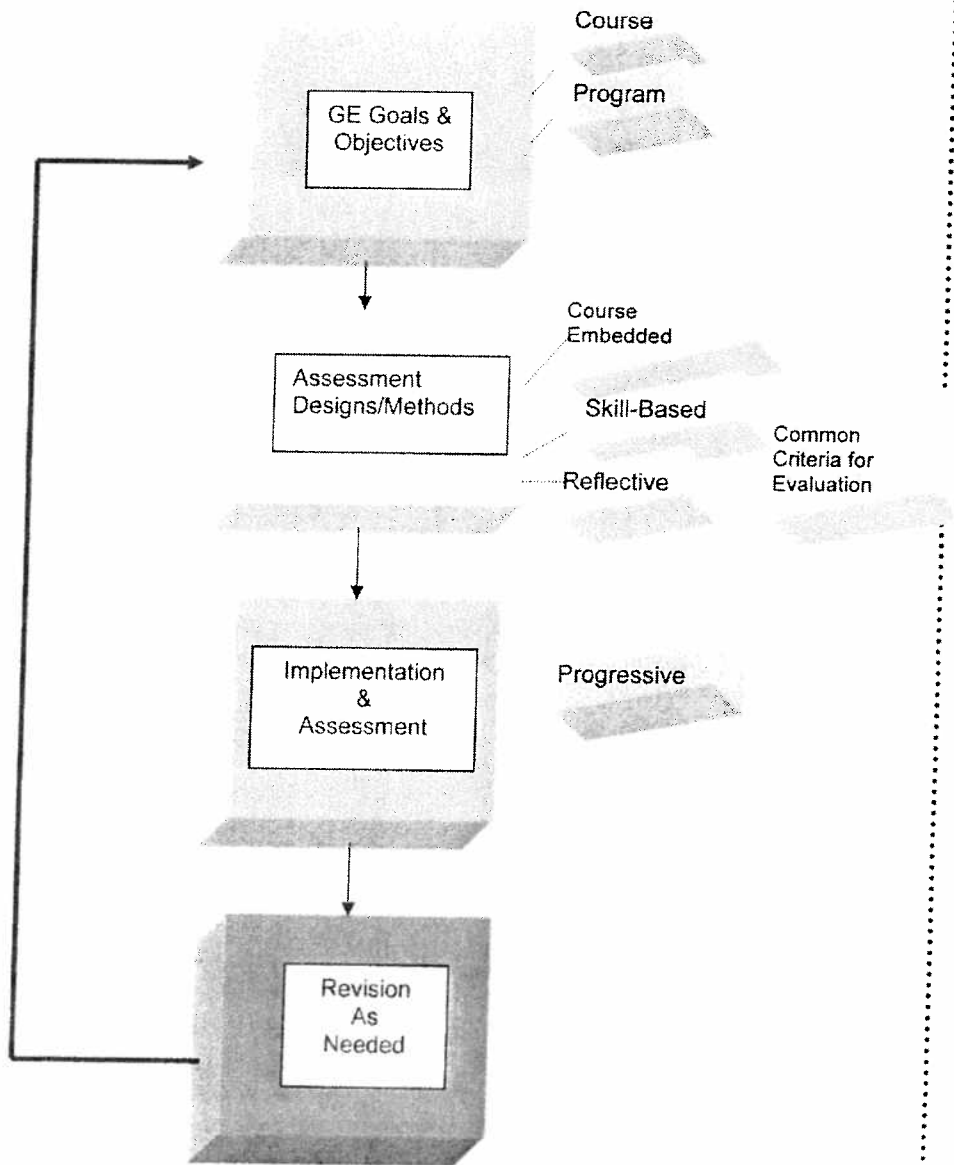 Course
Program
GE Goals &
Objectives
Course
Embedded
Assessment
Designs/Methods
Skill-Based
Reflective
Common
Criteria for
Evaluation
Implementation
&
Assessment
Progressive
Revision
As
Needed